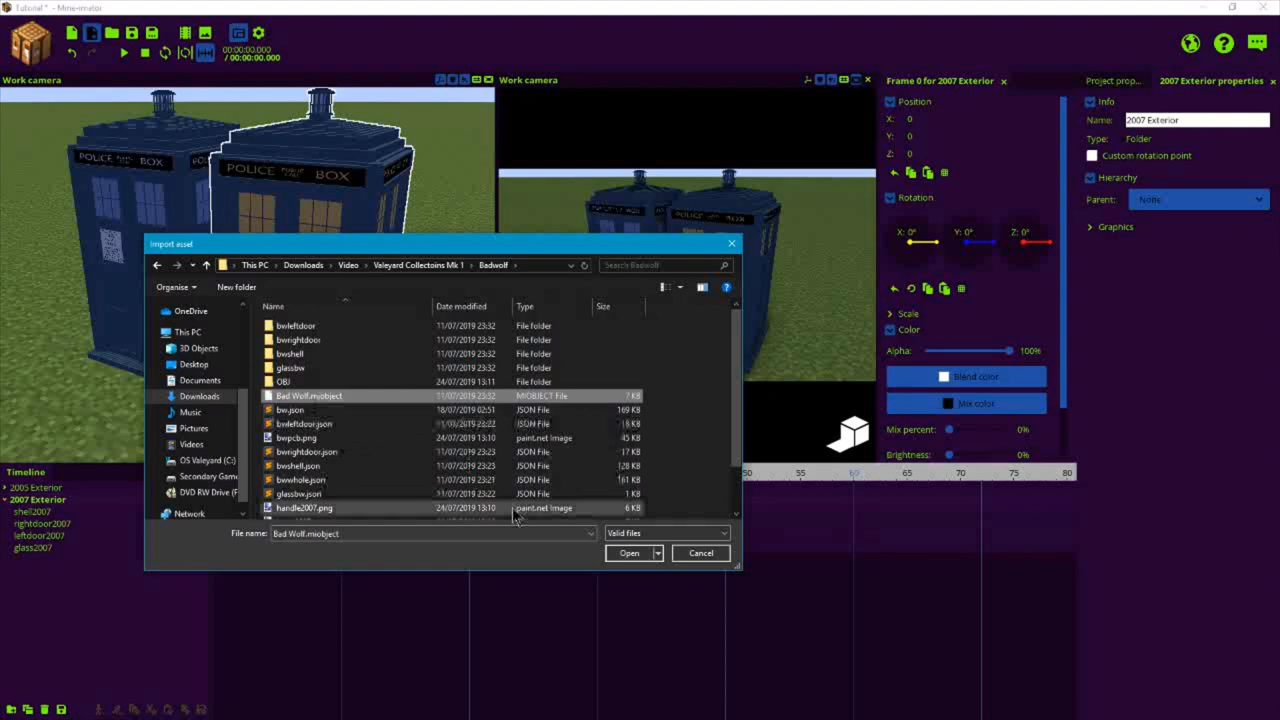 Tutorial * - Mine-imator
00:00:00.000
/ 00:00:00.000
Work camera
Work camera
Frame 0 for 2007 Exterior
Project prop...
2007 Exterior properties
POLICE BOX
POLICE PUBLIC BOX
Position
X: 0
Y: 0
Z: 0
Rotation
X: 0°
Y: 0°
Z: 0°
Scale
Color
Alpha:
100%
Blend color
Mix color
Mix percent:
0%
Brightness:
0%
Info
Name:
2007 Exterior
Type:
Folder
Custom rotation point
Hierarchy
Parent:
None
Graphics
Import asset
This PC › Downloads › Video › Valeyard Collectoins Mk 1 › Badwolf ›
Search Badwolf
Organise
New folder
Name Date modified Type Size
OneDrive
This PC
3D Objects
Desktop
Documents
Downloads
Music
Pictures
Videos
OS Valeyard (C:)
Secondary Game
DVD RW Drive (F
Network
bwleftdoor 11/07/2019 23:32 File folder
bwrightdoor 11/07/2019 23:32 File folder
bwshell 11/07/2019 23:32 File folder
glassbw 11/07/2019 23:32 File folder
OBJ 24/07/2019 13:11 File folder
Bad Wolf.miobject 11/07/2019 23:32 MIOBJECT File 7 KB
bw.json 18/07/2019 02:51 JSON File 169 KB
bwleftdoor.json 11/07/2019 23:22 JSON File 18 KB
bwpcb.png 24/07/2019 13:10 paint.net Image 45 KB
bwrightdoor.json 11/07/2019 23:23 JSON File 17 KB
bwshell.json 11/07/2019 23:23 JSON File 128 KB
bwwhole.json 11/07/2019 23:21 JSON File 161 KB
glassbw.json 11/07/2019 23:23 JSON File 1 KB
handle2007.png 24/07/2019 13:10 paint.net Image 6 KB
File name:
Bad Wolf.miobject
Valid files
Open
Cancel
Timeline
50 55 60 65 70 75 80
2005 Exterior
2007 Exterior
shell2007
rightdoor2007
leftdoor2007
glass2007